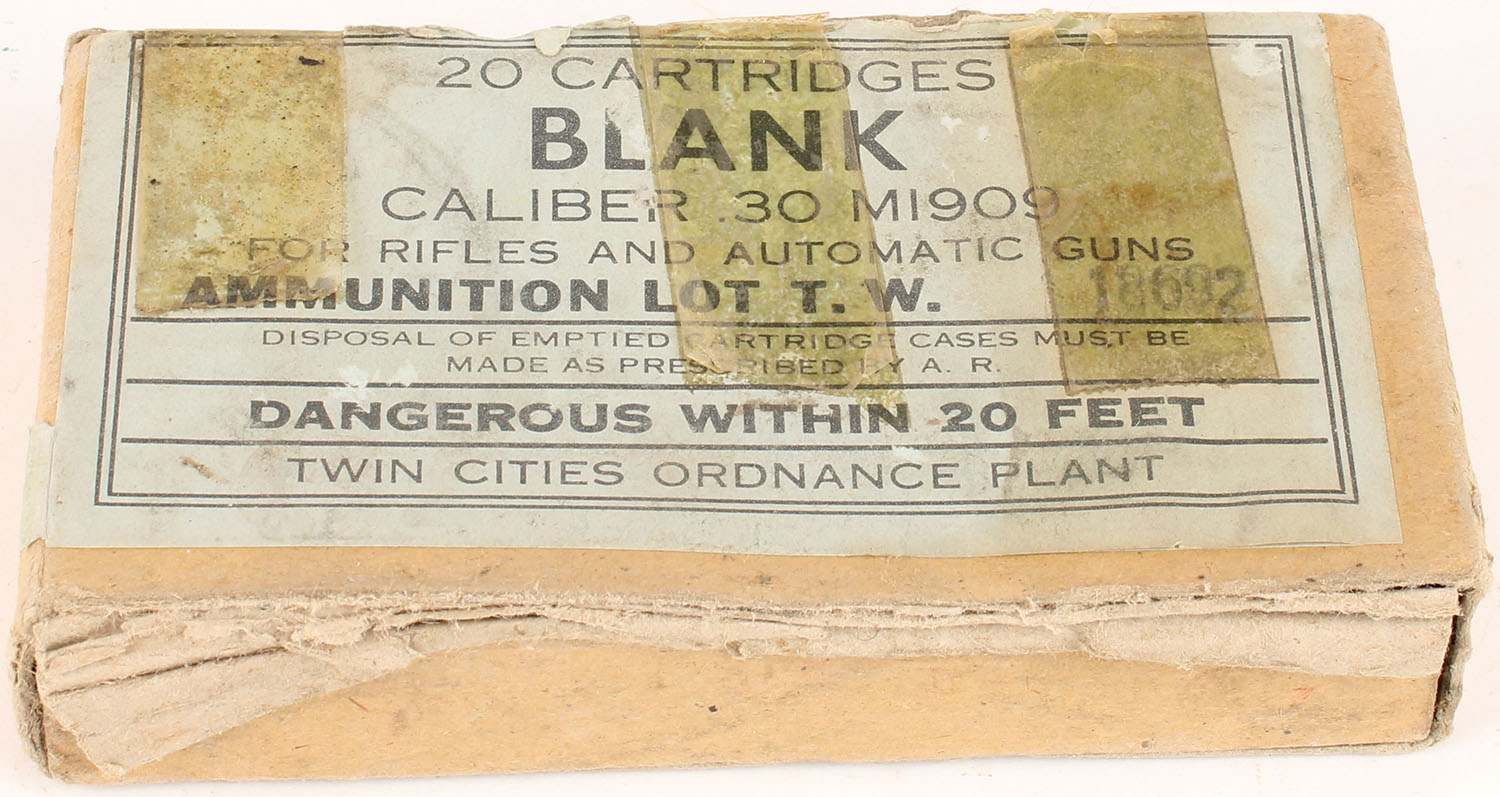 20 CARTRIDGES
BLANK
CALIBER .30 M1909
FOR RIFLES AND AUTOMATIC GUNS
AMMUNITION LOT T. W. 18692
DISPOSAL OF EMPTIED CARTRIDGE CASES MUST BE
MADE AS PRESCRIBED BY A. R.
DANGEROUS WITHIN 20 FEET
TWIN CITIES ORDNANCE PLANT